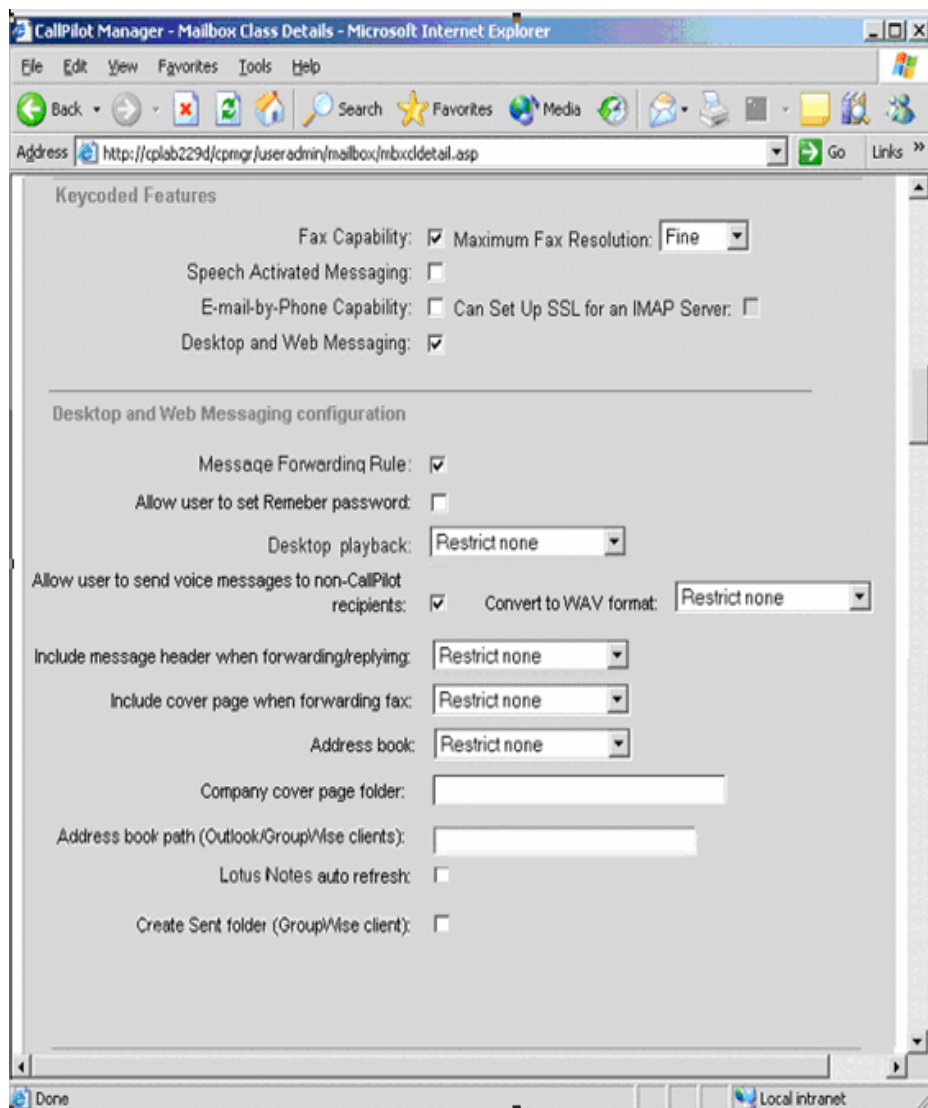 CallPilot Manager - Mailbox Class Details - Microsoft Internet Explorer
File Edit View Favorites Tools Help
Back Search Favorites Media
Address http://cplab229d/cpmgr/useradmin/mailbox/mbxcldetail.asp Go Links »
Keycoded Features
Fax Capability: Maximum Fax Resolution: Fine
Speech Activated Messaging:
E-mail-by-Phone Capability: Can Set Up SSL for an IMAP Server:
Desktop and Web Messaging:
Desktop and Web Messaging configuration
Message Forwarding Rule:
Allow user to set Remeber password:
Desktop playback: Restrict none
Allow user to send voice messages to non-CallPilot
recipients: Convert to WAV format: Restrict none
Include message header when forwarding/replyimg: Restrict none
Include cover page when forwarding fax: Restrict none
Address book: Restrict none
Company cover page folder:
Address book path (Outlook/GroupWise clients):
Lotus Notes auto refresh:
Create Sent folder (GroupWise client):
Done Local intranet